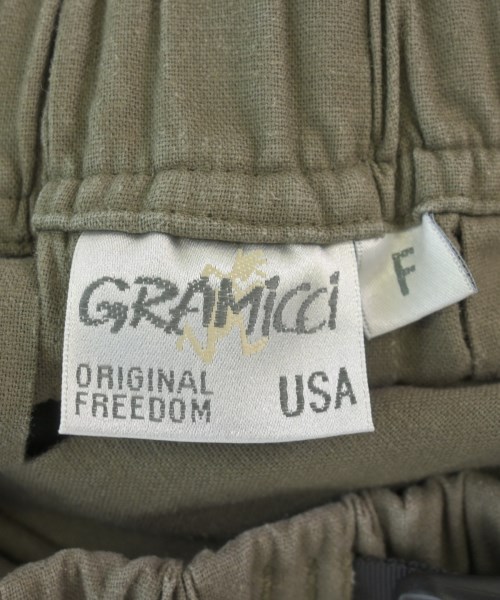 GRAMiCCi
ORIGINAL
FREEDOM
USA
F